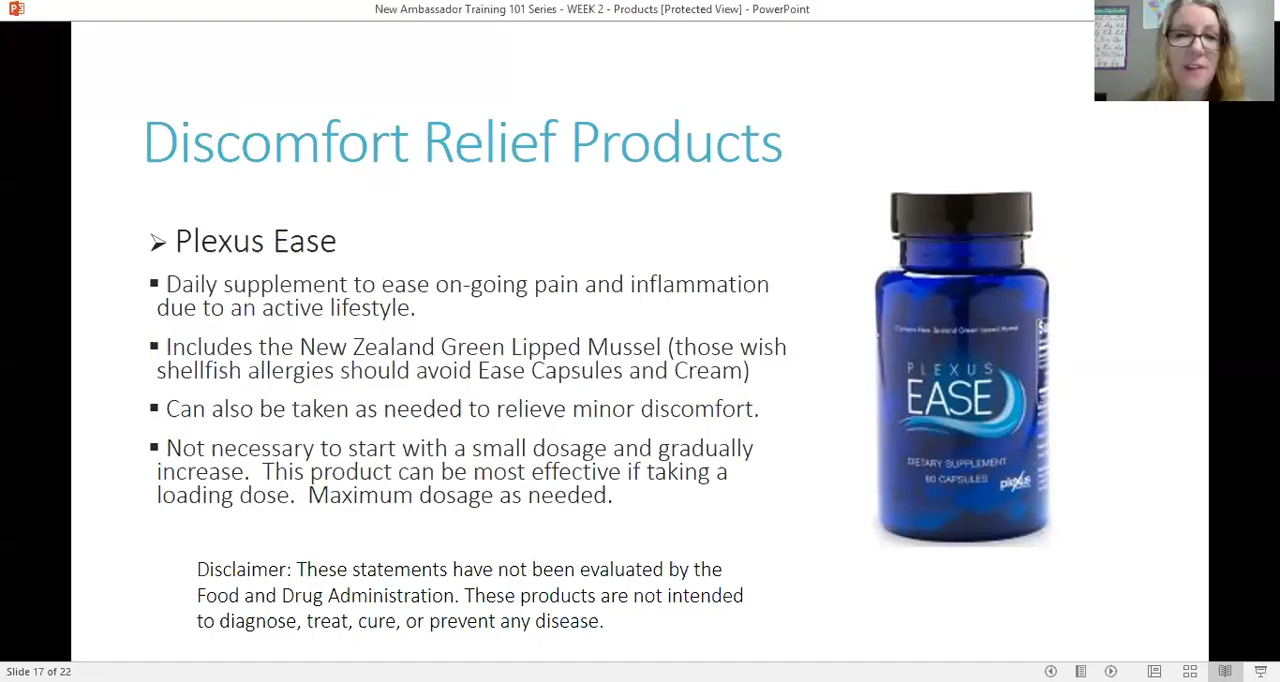 New Ambassador Training 101 Series - WEEK 2 - Products [Protected View] - PowerPoint
Discomfort Relief Products
Plexus Ease
Daily supplement to ease on-going pain and inflammation
due to an active lifestyle.
Includes the New Zealand Green Lipped Mussel (those wish
shellfish allergies should avoid Ease Capsules and Cream)
Can also be taken as needed to relieve minor discomfort.
Not necessary to start with a small dosage and gradually
increase. This product can be most effective if taking a
loading dose. Maximum dosage as needed.
Disclaimer: These statements have not been evaluated by the
Food and Drug Administration. These products are not intended
to diagnose, treat, cure, or prevent any disease.
New Zealand Green Lipped Mussel
PLEXUS
EASE
DIETARY SUPPLEMENT
60 CAPSULES
plexus
Slide 17 of 22